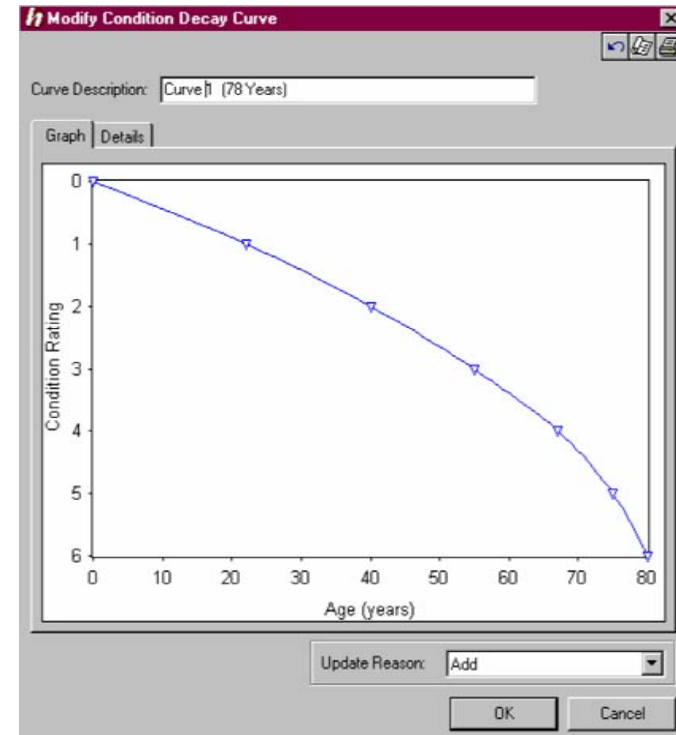 Modify Condition Decay Curve
Curve Description: Curve 1 (78 Years)
Graph Details
0
1
2
3
4
5
6
Condition Rating
0 10 20 30 40 50 60 70 80
Age (years)
Update Reason: Add
OK Cancel